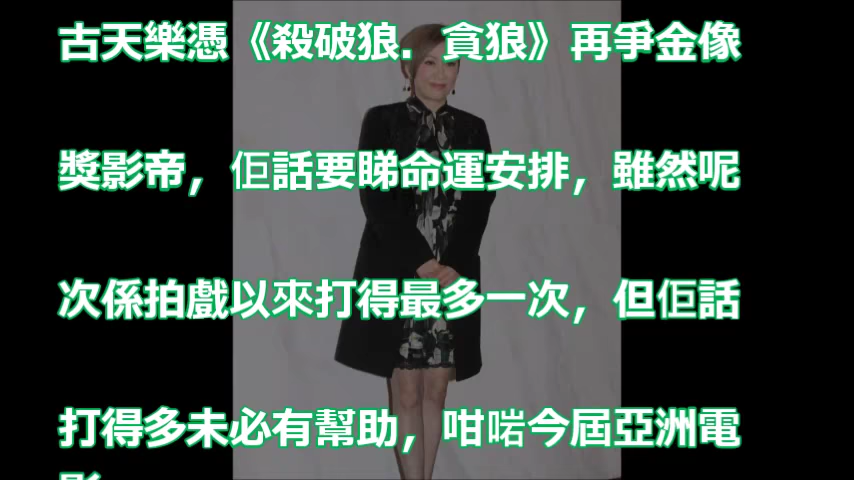 古天樂憑《殺破狼．貪狼》再爭金像
獎影帝，佢話要睇命運安排，雖然呢
次係拍戲以來打得最多一次，但佢話
打得多未必有幫助，咁啱今屆亞洲電